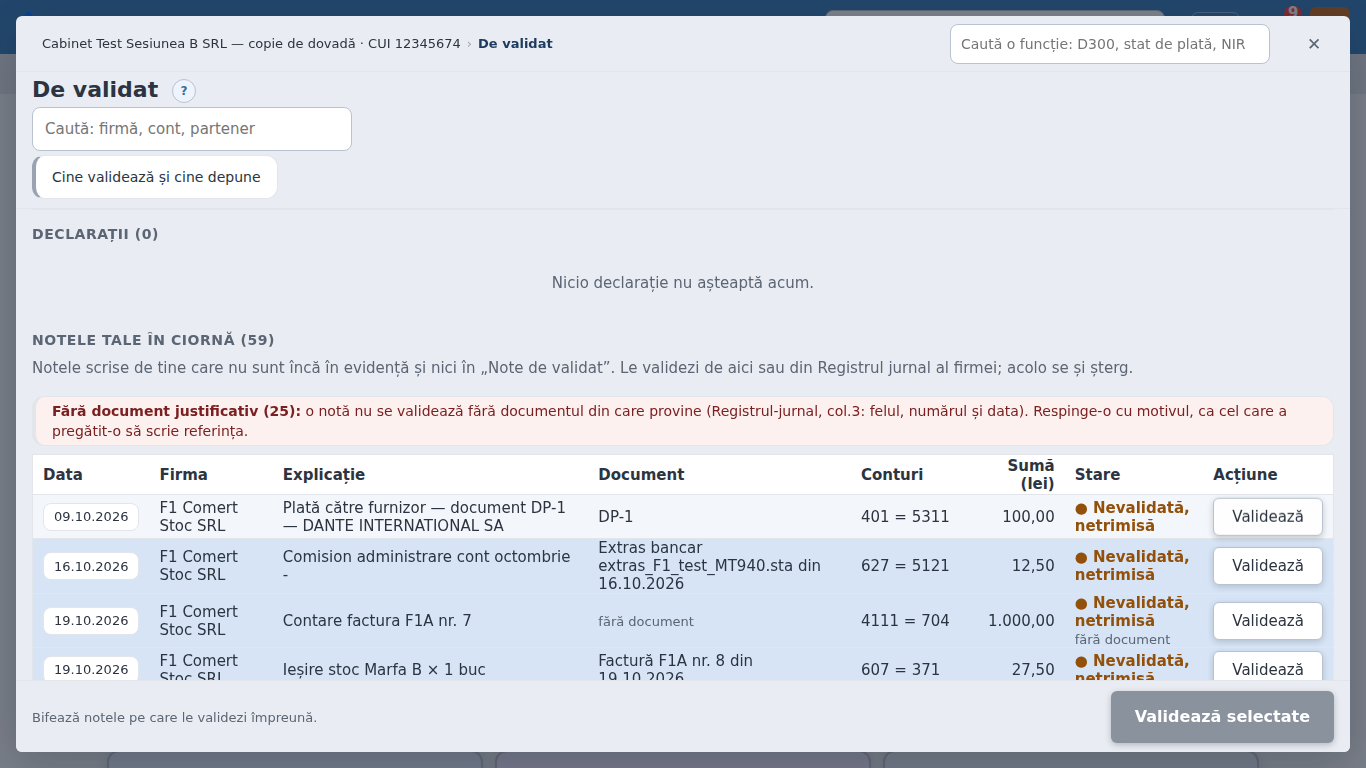 9
Cabinet Test Sesiunea B SRL — copie de dovadă · CUI 12345674 › De validat
Caută o funcție: D300, stat de plată, NIR
✕
De validat
?
Caută: firmă, cont, partener
Cine validează și cine depune
DECLARAȚII (0)
Nicio declarație nu așteaptă acum.
NOTELE TALE ÎN CIORNĂ (59)
Notele scrise de tine care nu sunt încă în evidență și nici în „Note de validat”. Le validezi de aici sau din Registrul jurnal al firmei; acolo se și șterg.
Fără document justificativ (25): o notă nu se validează fără documentul din care provine (Registrul-jurnal, col.3: felul, numărul și data). Respinge-o cu motivul, ca cel care a
pregătit-o să scrie referința.
Data Firma Explicație Document Conturi Sumă (lei) Stare Acțiune
09.10.2026 F1 Comert Stoc SRL Plată către furnizor — document DP-1 — DANTE INTERNATIONAL SA DP-1 401 = 5311 100,00 ● Nevalidată, netrimisă Validează
16.10.2026 F1 Comert Stoc SRL Comision administrare cont octombrie - Extras bancar extras_F1_test_MT940.sta din 16.10.2026 627 = 5121 12,50 ● Nevalidată, netrimisă Validează
19.10.2026 F1 Comert Stoc SRL Contare factura F1A nr. 7 fără document 4111 = 704 1.000,00 ● Nevalidată, netrimisă fără document Validează
19.10.2026 F1 Comert Stoc SRL Ieșire stoc Marfa B × 1 buc Factură F1A nr. 8 din 19.10.2026 607 = 371 27,50 ● Nevalidată, netrimisă Validează
Bifează notele pe care le validezi împreună.
Validează selectate